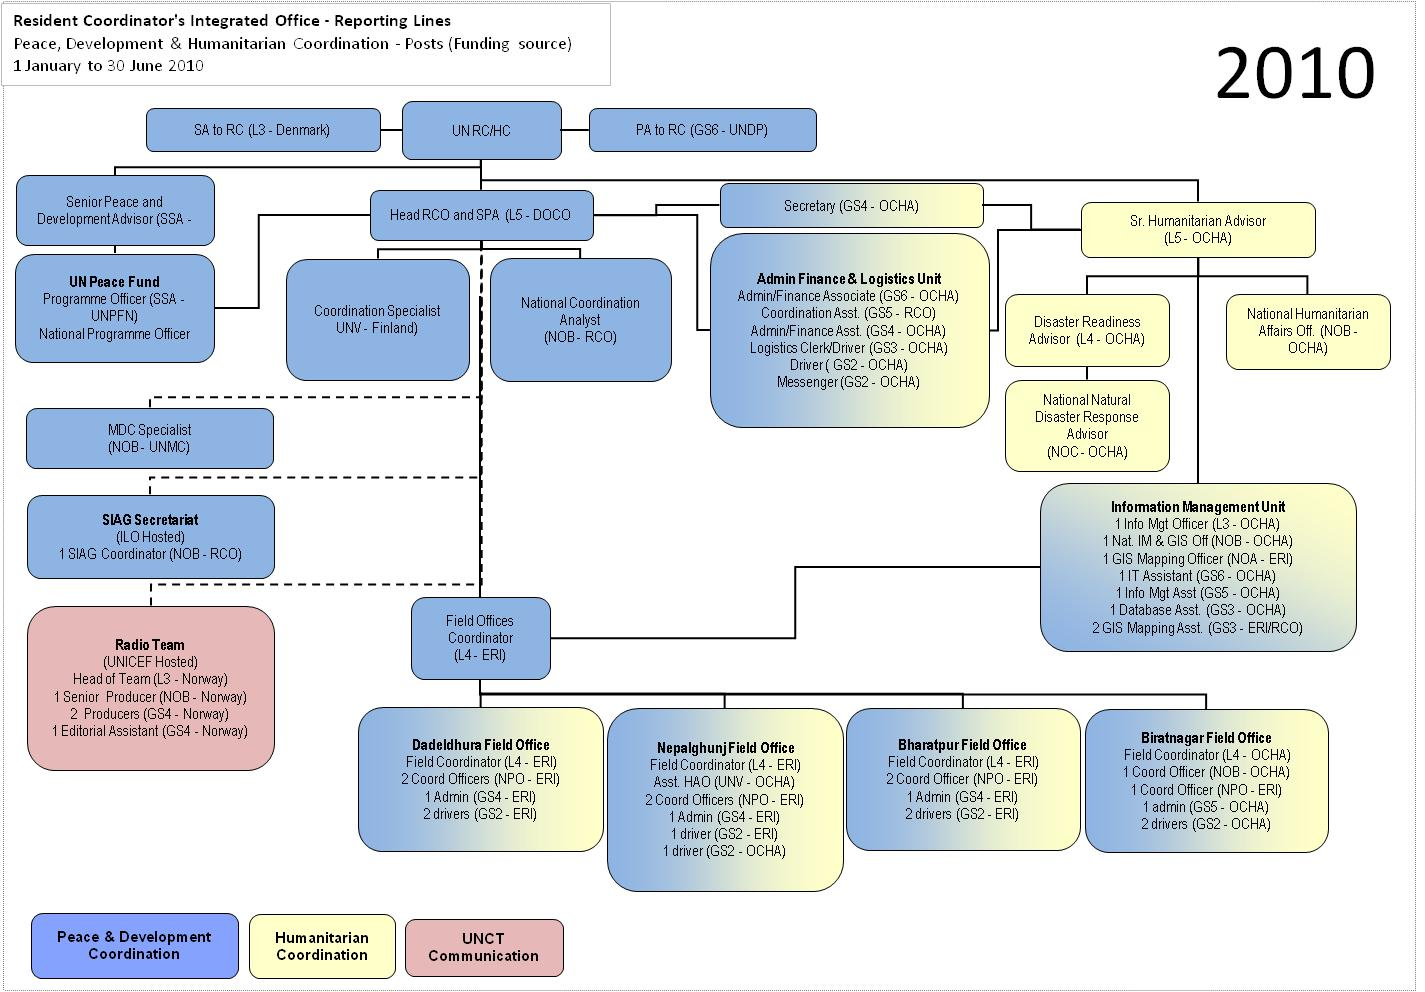 Resident Coordinator's Integrated Office - Reporting Lines
Peace, Development & Humanitarian Coordination - Posts (Funding source)
1 January to 30 June 2010
2010
SA to RC (L3 - Denmark)
UN RC/HC
PA to RC (GS6 - UNDP)
Senior Peace and
Development Advisor (SSA -
Head RCO and SPA (L5 - DOCO
Secretary (GS4 - OCHA)
Sr. Humanitarian Advisor
(L5 - OCHA)
UN Peace Fund
Programme Officer (SSA -
UNPFN)
National Programme Officer
Coordination Specialist
UNV - Finland)
National Coordination
Analyst
(NOB - RCO)
Admin Finance & Logistics Unit
Admin/Finance Associate (GS6 - OCHA)
Coordination Asst. (GS5 - RCO)
Admin/Finance Asst. (GS4 - OCHA)
Logistics Clerk/Driver (GS3 - OCHA)
Driver ( GS2 - OCHA)
Messenger (GS2 - OCHA)
Disaster Readiness
Advisor (L4 - OCHA)
National Humanitarian
Affairs Off. (NOB -
OCHA)
National Natural
Disaster Response
Advisor
(NOC - OCHA)
MDC Specialist
(NOB - UNMC)
SIAG Secretariat
(ILO Hosted)
1 SIAG Coordinator (NOB - RCO)
Information Management Unit
1 Info Mgt Officer (L3 - OCHA)
1 Nat. IM & GIS Off (NOB - OCHA)
1 GIS Mapping Officer (NOA - ERI)
1 IT Assistant (GS6 - OCHA)
1 Info Mgt Asst (GS5 - OCHA)
1 Database Asst. (GS3 - OCHA)
2 GIS Mapping Asst. (GS3 - ERI/RCO)
Radio Team
(UNICEF Hosted)
Head of Team (L3 - Norway)
1 Senior Producer (NOB - Norway)
2 Producers (GS4 - Norway)
1 Editorial Assistant (GS4 - Norway)
Field Offices
Coordinator
(L4 - ERI)
Dadeldhura Field Office
Field Coordinator (L4 - ERI)
2 Coord Officers (NPO - ERI)
1 Admin (GS4 - ERI)
2 drivers (GS2 - ERI)
Nepalghunj Field Office
Field Coordinator (L4 - ERI)
Asst. HAO (UNV - OCHA)
2 Coord Officers (NPO - ERI)
1 Admin (GS4 - ERI)
1 driver (GS2 - ERI)
1 driver (GS2 - OCHA)
Bharatpur Field Office
Field Coordinator (L4 - ERI)
2 Coord Officer (NPO - ERI)
1 Admin (GS4 - ERI)
2 drivers (GS2 - ERI)
Biratnagar Field Office
Field Coordinator (L4 - OCHA)
1 Coord Officer (NOB - OCHA)
1 Coord Officer (NPO - ERI)
1 admin (GS5 - OCHA)
2 drivers (GS2 - OCHA)
Peace & Development
Coordination
Humanitarian
Coordination
UNCT
Communication